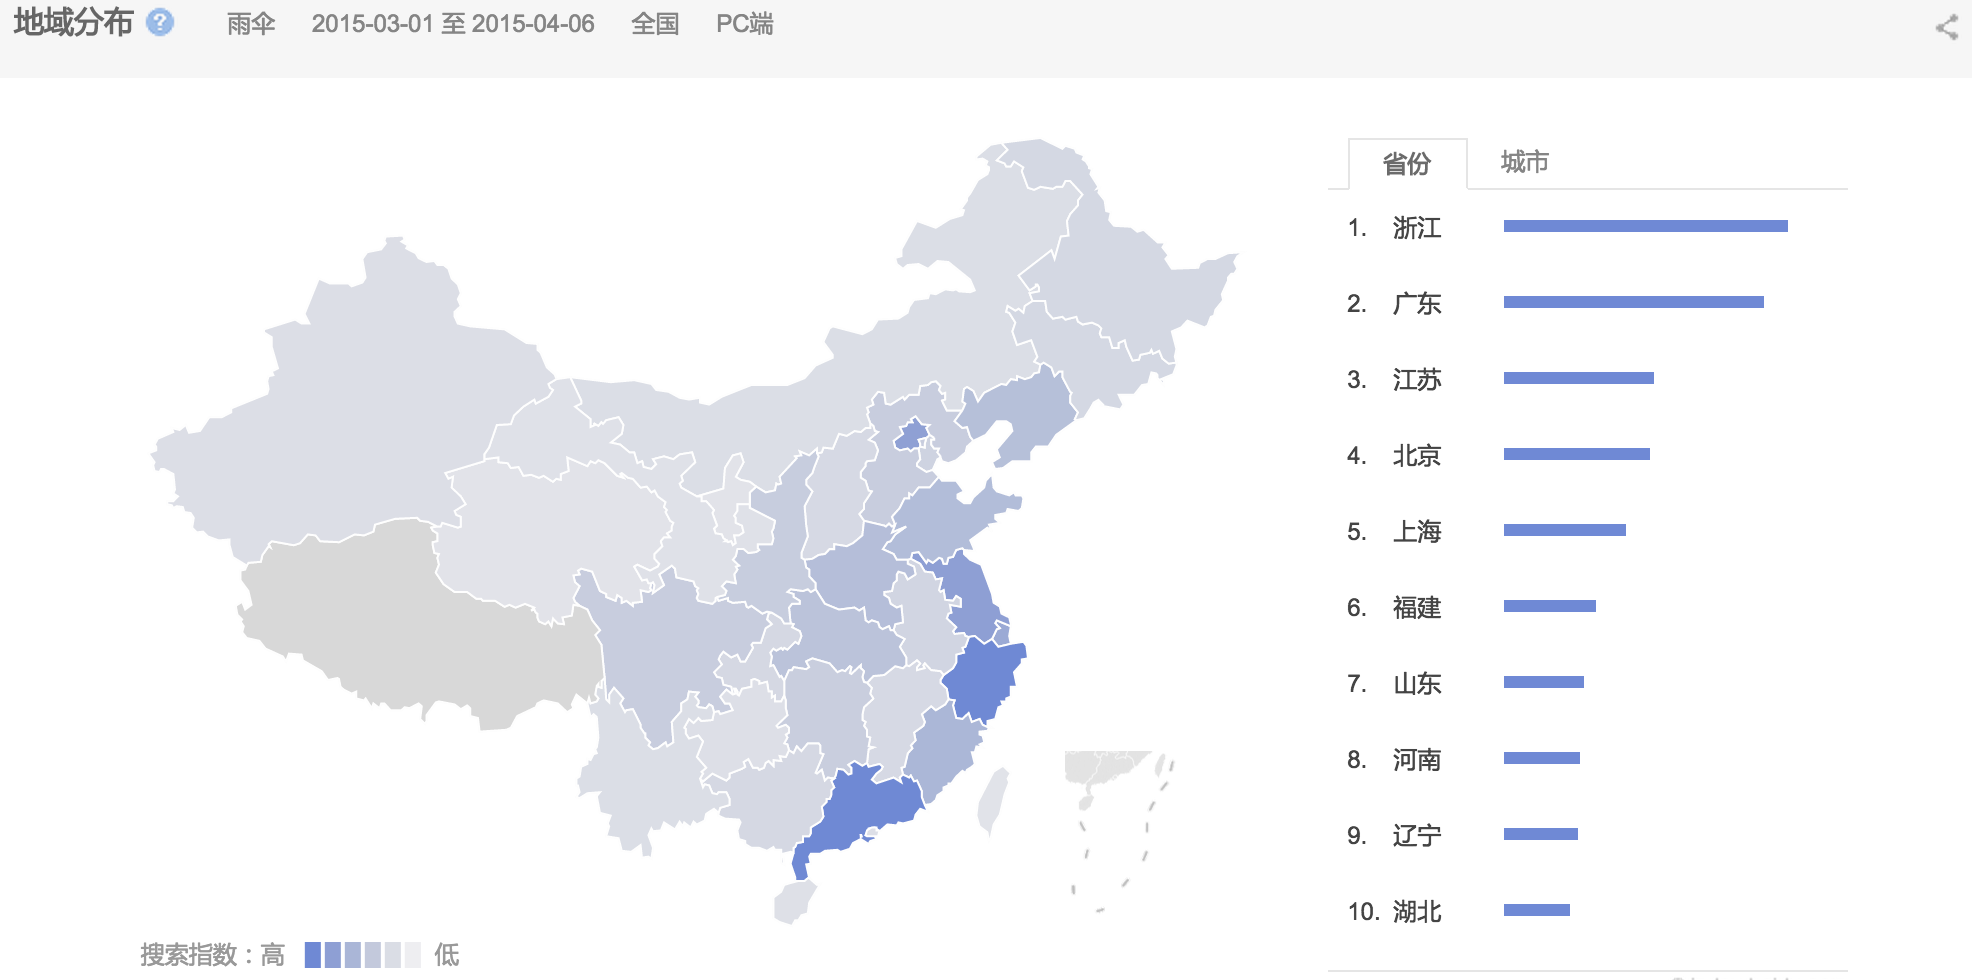 地域分布 ? 雨伞 2015-03-01 至 2015-04-06 全国 PC端
省份 城市
1. 浙江
2. 广东
3. 江苏
4. 北京
5. 上海
6. 福建
7. 山东
8. 河南
9. 辽宁
10. 湖北
搜索指数：高 低